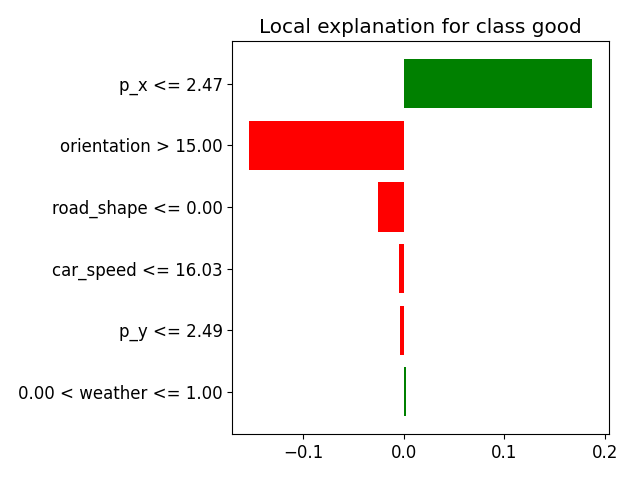 Local explanation for class good
p_x <= 2.47
orientation > 15.00
road_shape <= 0.00
car_speed <= 16.03
p_y <= 2.49
0.00 < weather <= 1.00
−0.1 0.0 0.1 0.2